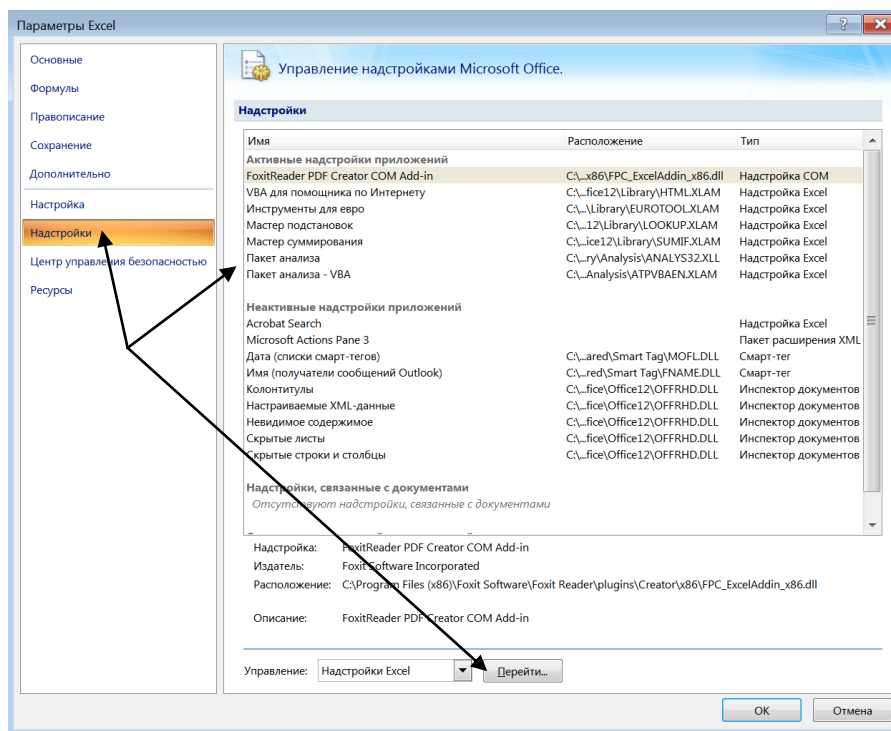 Параметры Excel
Основные
Формулы
Правописание
Сохранение
Дополнительно
Настройка
Надстройки
Центр управления безопасностью
Ресурсы
Управление надстройками Microsoft Office.
Надстройки
Имя Расположение Тип
Активные надстройки приложений
FoxitReader PDF Creator COM Add-in C:\...x86\FPC_ExcelAddin_x86.dll Надстройка COM
VBA для помощника по Интернету C:\...fice12\Library\HTML.XLAM Надстройка Excel
Инструменты для евро C:\...\Library\EUROTOOL.XLAM Надстройка Excel
Мастер подстановок C:\...12\Library\LOOKUP.XLAM Надстройка Excel
Мастер суммирования C:\...ice12\Library\SUMIF.XLAM Надстройка Excel
Пакет анализа C:\...ry\Analysis\ANALYS32.XLL Надстройка Excel
Пакет анализа - VBA C:\...Analysis\ATPVBAEN.XLAM Надстройка Excel
Неактивные надстройки приложений
Acrobat Search Надстройка Excel
Microsoft Actions Pane 3 Пакет расширения XML
Дата (списки смарт-тегов) C:\...ared\Smart Tag\MOFL.DLL Смарт-тег
Имя (получатели сообщений Outlook) C:\...red\Smart Tag\FNAME.DLL Смарт-тег
Колонтитулы C:\...fice\Office12\OFFRHD.DLL Инспектор документов
Настраиваемые XML-данные C:\...fice\Office12\OFFRHD.DLL Инспектор документов
Невидимое содержимое C:\...fice\Office12\OFFRHD.DLL Инспектор документов
Скрытые листы C:\...fice\Office12\OFFRHD.DLL Инспектор документов
Скрытые строки и столбцы C:\...fice\Office12\OFFRHD.DLL Инспектор документов
Надстройки, связанные с документами
Отсутствуют надстройки, связанные с документами
Надстройка: FoxitReader PDF Creator COM Add-in
Издатель: Foxit Software Incorporated
Расположение: C:\Program Files (x86)\Foxit Software\Foxit Reader\plugins\Creator\x86\FPC_ExcelAddin_x86.dll
Описание: FoxitReader PDF Creator COM Add-in
Управление: Надстройки Excel Перейти...
ОК Отмена